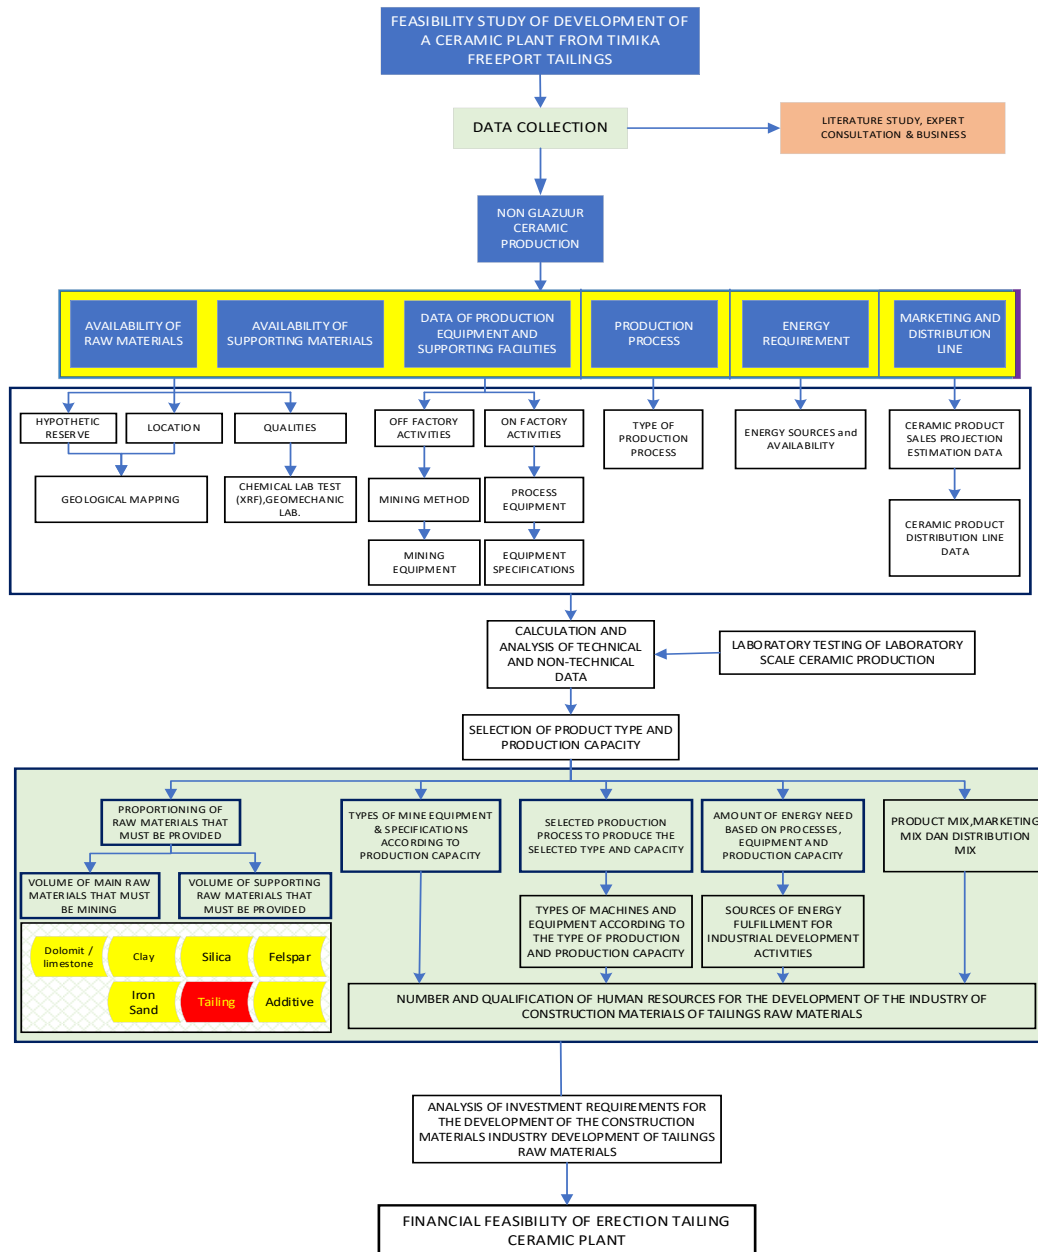 FEASIBILITY STUDY OF DEVELOPMENT OF
A CERAMIC PLANT FROM TIMIKA
FREEPORT TAILINGS
DATA COLLECTION
LITERATURE STUDY, EXPERT
CONSULTATION & BUSINESS
NON GLAZUUR
CERAMIC
PRODUCTION
AVAILABILITY OF
RAW MATERIALS
AVAILABILITY OF
SUPPORTING MATERIALS
DATA OF PRODUCTION
EQUIPMENT AND
SUPPORTING FACILITIES
PRODUCTION
PROCESS
ENERGY
REQUIREMENT
MARKETING AND
DISTRIBUTION
LINE
HYPOTHETIC
RESERVE
LOCATION
QUALITIES
OFF FACTORY
ACTIVITIES
ON FACTORY
ACTIVITIES
TYPE OF
PRODUCTION
PROCESS
ENERGY SOURCES and
AVAILABILITY
CERAMIC PRODUCT
SALES PROJECTION
ESTIMATION DATA
GEOLOGICAL MAPPING
CHEMICAL LAB TEST
(XRF),GEOMECHANIC
LAB.
MINING METHOD
PROCESS
EQUIPMENT
MINING
EQUIPMENT
EQUIPMENT
SPECIFICATIONS
CERAMIC PRODUCT
DISTRIBUTION LINE
DATA
CALCULATION AND
ANALYSIS OF TECHNICAL
AND NON-TECHNICAL
DATA
LABORATORY TESTING OF LABORATORY
SCALE CERAMIC PRODUCTION
SELECTION OF PRODUCT TYPE AND
PRODUCTION CAPACITY
PROPORTIONING OF
RAW MATERIALS THAT
MUST BE PROVIDED
TYPES OF MINE EQUIPMENT
& SPECIFICATIONS
ACCORDING TO
PRODUCTION CAPACITY
SELECTED PRODUCTION
PROCESS TO PRODUCE THE
SELECTED TYPE AND CAPACITY
AMOUNT OF ENERGY NEED
BASED ON PROCESSES,
EQUIPMENT AND
PRODUCTION CAPACITY
PRODUCT MIX,MARKETING
MIX DAN DISTRIBUTION
MIX
VOLUME OF MAIN RAW
MATERIALS THAT MUST
BE MINING
VOLUME OF SUPPORTING
RAW MATERIALS THAT
MUST BE PROVIDED
TYPES OF MACHINES AND
EQUIPMENT ACCORDING TO
THE TYPE OF PRODUCTION
AND PRODUCTION CAPACITY
SOURCES OF ENERGY
FULFILLMENT FOR
INDUSTRIAL DEVELOPMENT
ACTIVITIES
Dolomit /
limestone
Clay
Silica
Felspar
Iron
Sand
Tailing
Additive
NUMBER AND QUALIFICATION OF HUMAN RESOURCES FOR THE DEVELOPMENT OF THE INDUSTRY OF
CONSTRUCTION MATERIALS OF TAILINGS RAW MATERIALS
ANALYSIS OF INVESTMENT REQUIREMENTS FOR
THE DEVELOPMENT OF THE CONSTRUCTION
MATERIALS INDUSTRY DEVELOPMENT OF TAILINGS
RAW MATERIALS
FINANCIAL FEASIBILITY OF ERECTION TAILING
CERAMIC PLANT